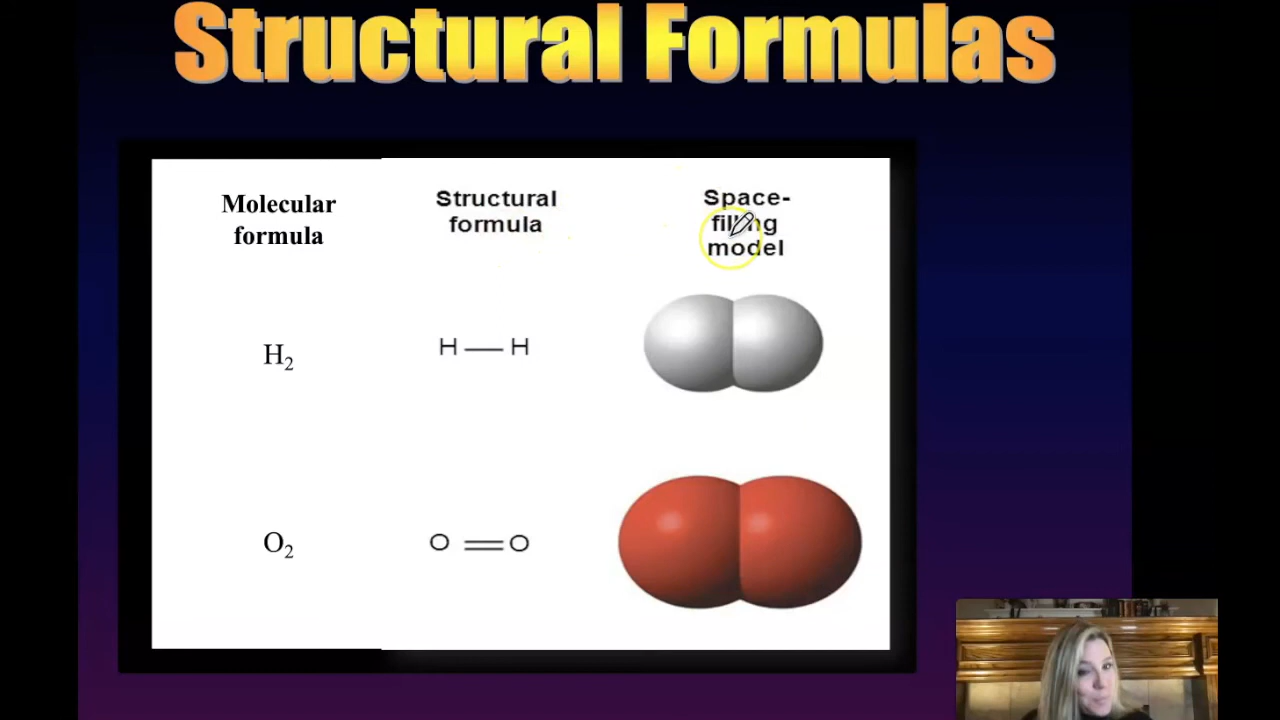 Structural Formulas
Molecular
formula
Structural
formula
Space-
filling
model
H₂
H—H
O₂
O=O